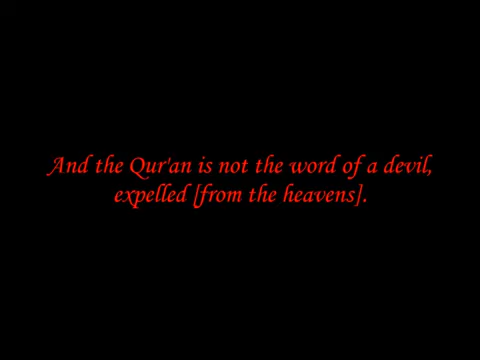 And the Qur'an is not the word of a devil,
expelled [from the heavens].